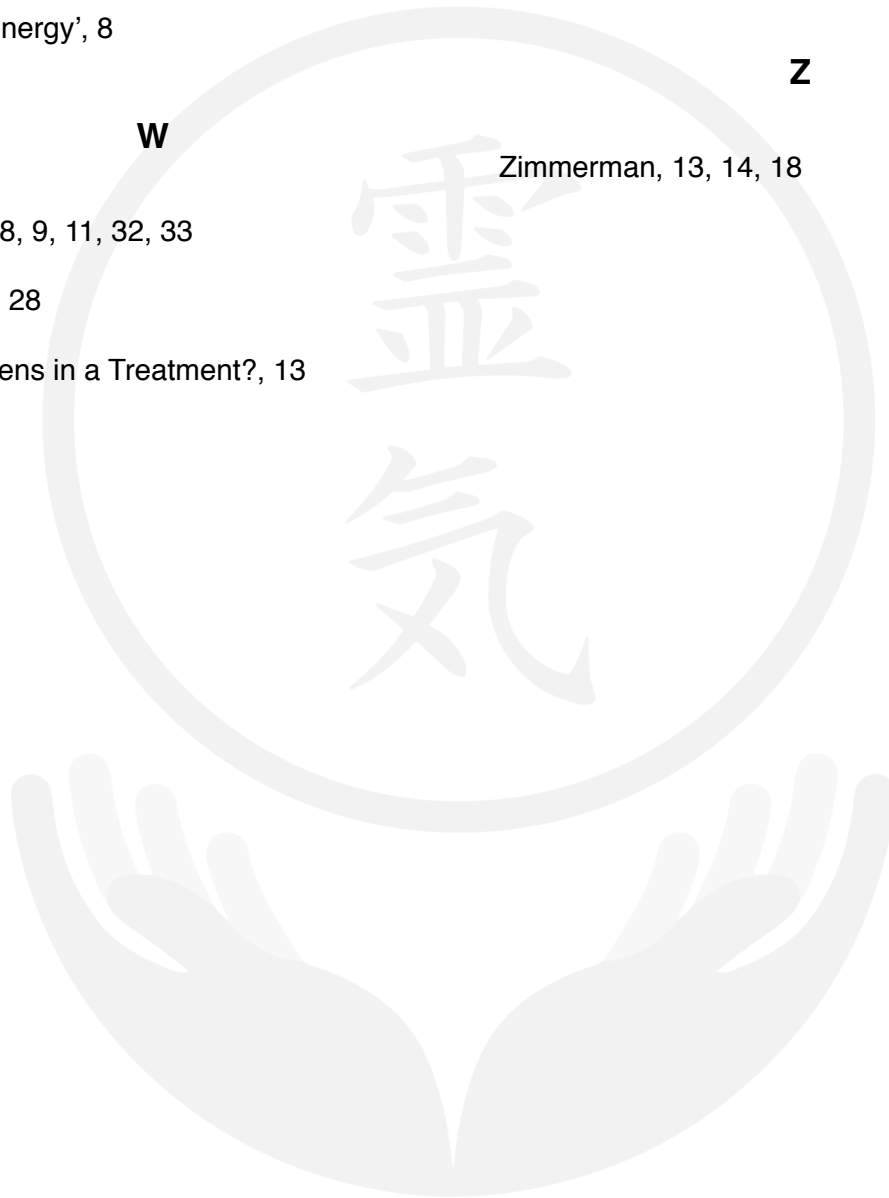 nergy’, 8
W
8, 9, 11, 32, 33
28
ens in a Treatment?, 13
Z
Zimmerman, 13, 14, 18
霊
気